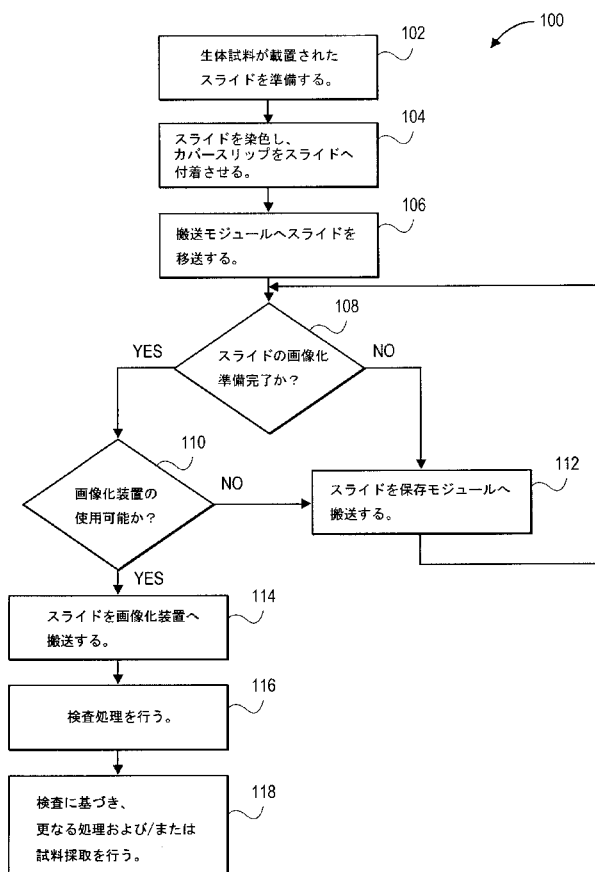 100
102
生体試料が載置された
スライドを準備する。
104
スライドを染色し、
カバースリップをスライドへ
付着させる。
106
搬送モジュールへスライドを
移送する。
108
YES
NO
スライドの画像化
準備完了か？
110
画像化装置の
使用可能か？
NO
YES
112
スライドを保存モジュールへ
搬送する。
114
スライドを画像化装置へ
搬送する。
116
検査処理を行う。
118
検査に基づき、
更なる処理および/または
試料採取を行う。